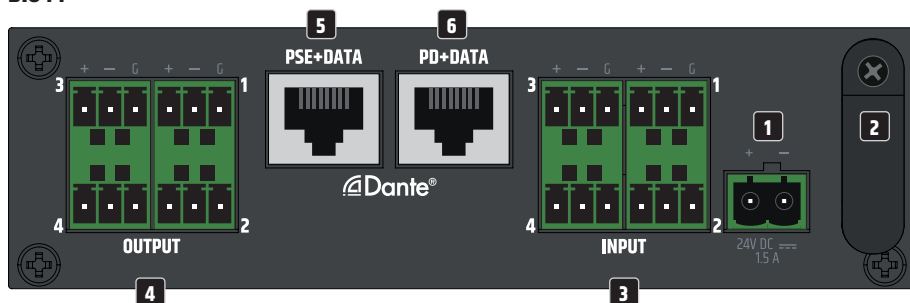 5 6
PSE+DATA PD+DATA
+ − G + − G + − G + − G
3 1 3 1
1 2
+ −
Dante®
4 2 4 2
OUTPUT INPUT
24V DC
1.5 A
4 3